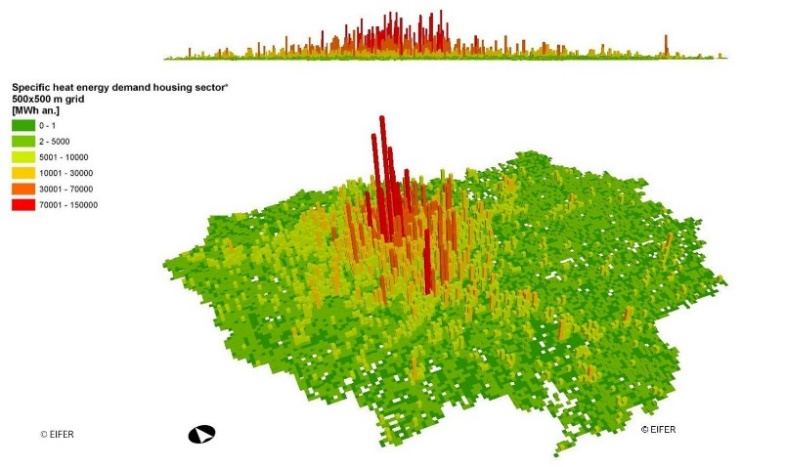 Specific heat energy demand housing sector*
500x500 m grid
[MWh an.]
0 - 1
2 - 5000
5001 - 10000
10001 - 30000
30001 - 70000
70001 - 150000
© EIFER
© EIFER